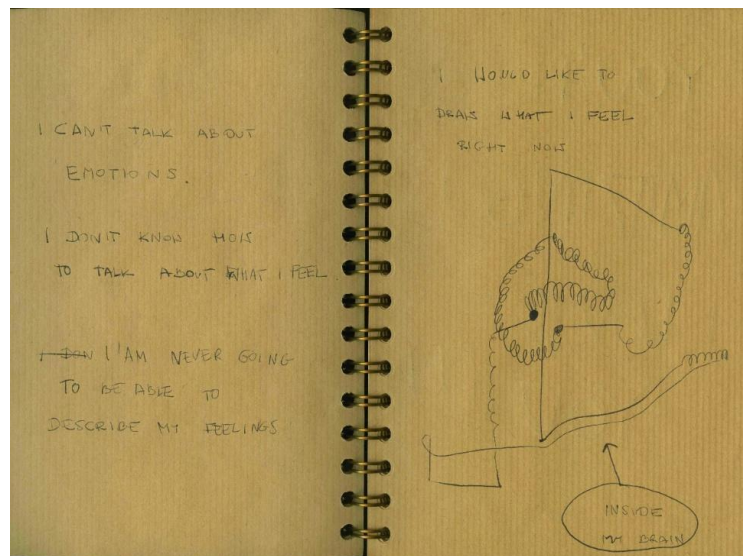 I CAN'T TALK ABOUT
EMOTIONS.
I DON'T KNOW HOW
TO TALK ABOUT WHAT I FEEL
I DON I'AM NEVER GOING
TO BE ABLE TO
DESCRIBE MY FEELINGS
I WOULD LIKE TO
DRAW WHAT I FEEL
RIGHT NOW
INSIDE
MY BRAIN